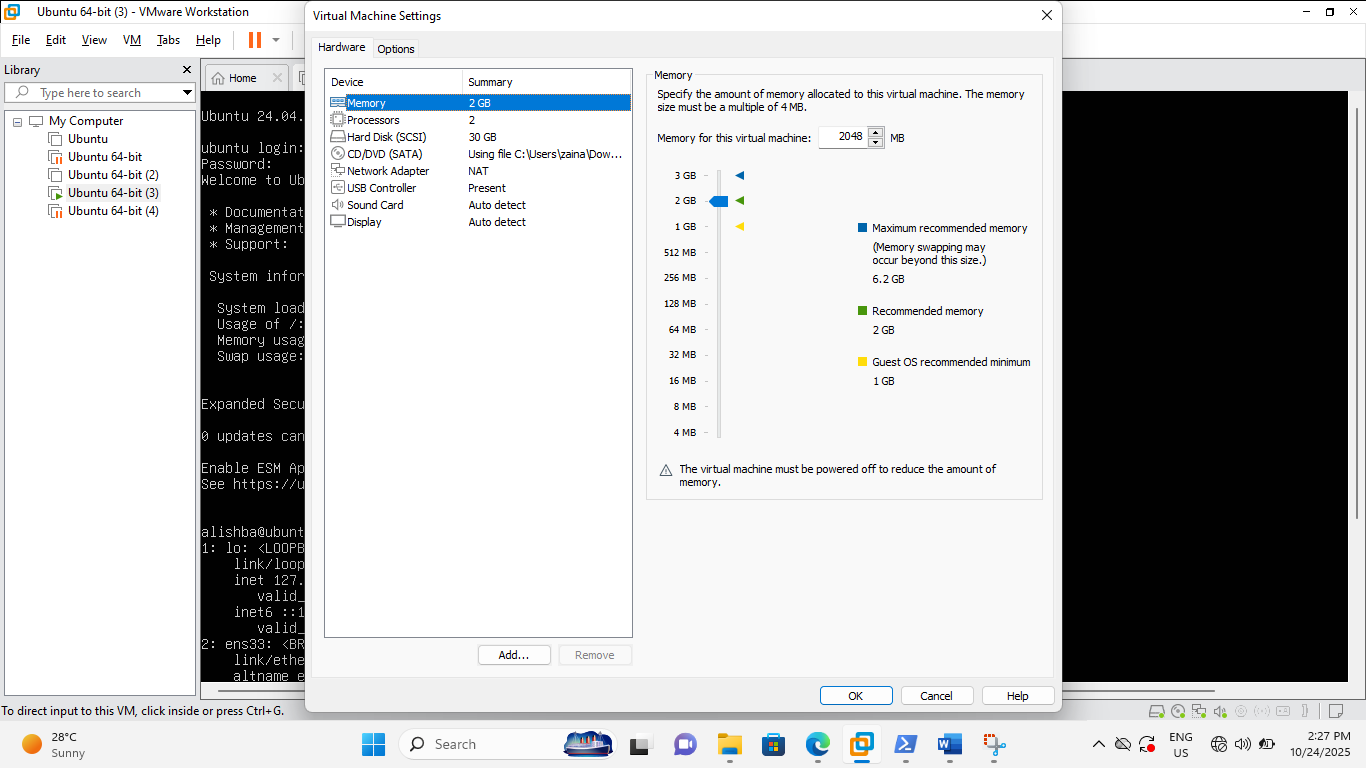 Ubuntu 64-bit (3) - VMware Workstation
File Edit View VM Tabs Help
Library
Type here to search
My Computer
Ubuntu
Ubuntu 64-bit
Ubuntu 64-bit (2)
Ubuntu 64-bit (3)
Ubuntu 64-bit (4)
Home
Ubuntu 24.04.
ubuntu login:
Password:
Welcome to Ub
* Documentat
* Management
* Support:
System infor
System load
Usage of /:
Memory usag
Swap usage:
Expanded Secu
0 updates can
Enable ESM Ap
See https://u
alishba@ubunt
1: lo: <LOOPB
link/loop
inet 127.
valid_
inet6 ::1
valid_
2: ens33: <BR
link/ethe
altname e
Virtual Machine Settings
Hardware Options
Device Summary
Memory 2 GB
Processors 2
Hard Disk (SCSI) 30 GB
CD/DVD (SATA) Using file C:\Users\zaina\Dow...
Network Adapter NAT
USB Controller Present
Sound Card Auto detect
Display Auto detect
Add... Remove
Memory
Specify the amount of memory allocated to this virtual machine. The memory
size must be a multiple of 4 MB.
Memory for this virtual machine: 2048 MB
3 GB
2 GB
1 GB
512 MB
256 MB
128 MB
64 MB
32 MB
16 MB
8 MB
4 MB
Maximum recommended memory
(Memory swapping may
occur beyond this size.)
6.2 GB
Recommended memory
2 GB
Guest OS recommended minimum
1 GB
The virtual machine must be powered off to reduce the amount of
memory.
OK Cancel Help
To direct input to this VM, click inside or press Ctrl+G.
28°C
Sunny
Search
ENG
US
2:27 PM
10/24/2025